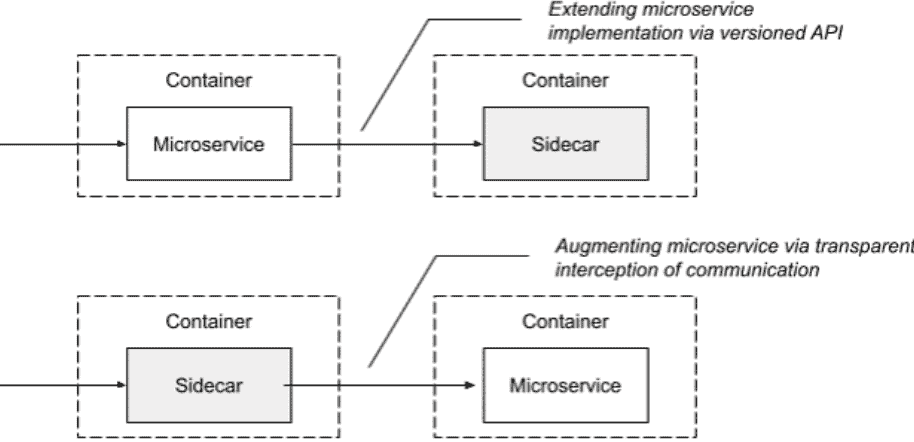 Extending microservice
implementation via versioned API
Container
Container
Microservice
Sidecar
Augmenting microservice via transparent
interception of communication
Container
Container
Sidecar
Microservice